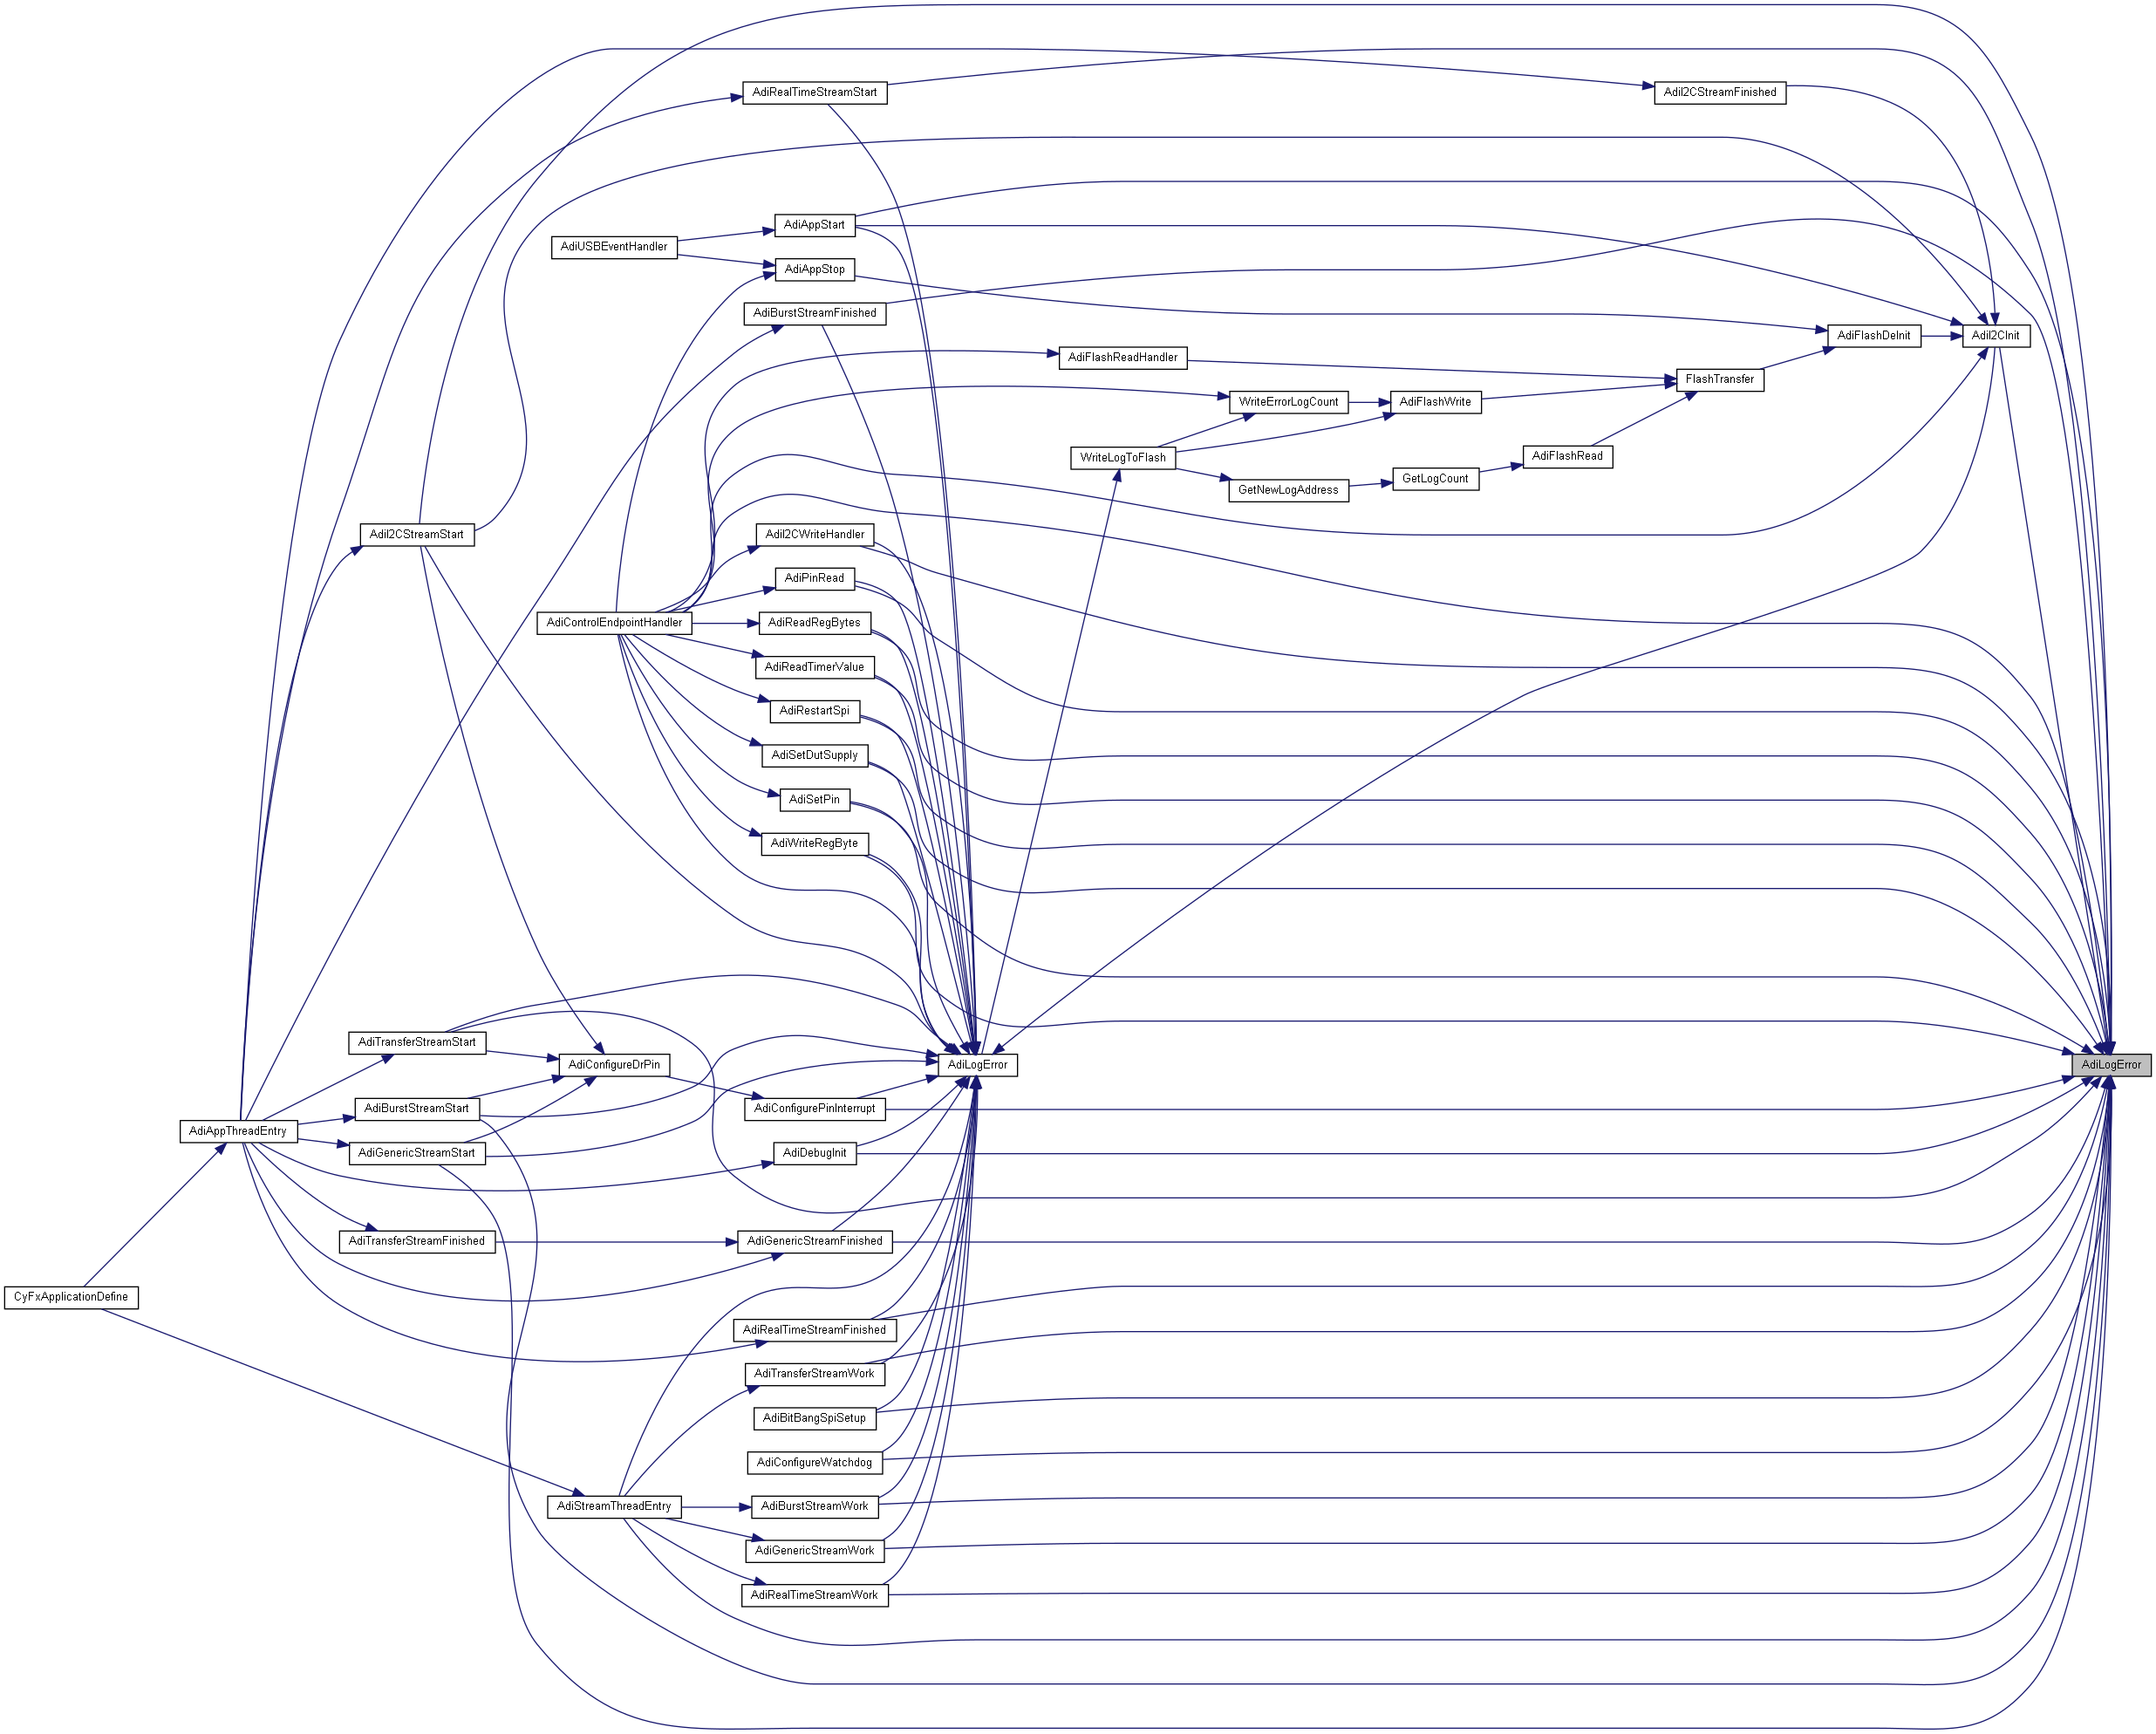 AdiRealTimeStreamStart
AdiI2CStreamFinished
AdiAppStart
AdiUSBEventHandler
AdiAppStop
AdiBurstStreamFinished
AdiFlashDeInit
AdiI2CInit
AdiFlashReadHandler
FlashTransfer
WriteErrorLogCount
AdiFlashWrite
WriteLogToFlash
AdiFlashRead
GetLogCount
GetNewLogAddress
AdiI2CStreamStart
AdiI2CWriteHandler
AdiPinRead
AdiControlEndpointHandler
AdiReadRegBytes
AdiReadTimerValue
AdiRestartSpi
AdiSetDutSupply
AdiSetPin
AdiWriteRegByte
AdiTransferStreamStart
AdiConfigureDrPin
AdiLogError
AdiLogError
AdiBurstStreamStart
AdiConfigurePinInterrupt
AdiAppThreadEntry
AdiGenericStreamStart
AdiDebugInit
AdiTransferStreamFinished
AdiGenericStreamFinished
CyFxApplicationDefine
AdiRealTimeStreamFinished
AdiTransferStreamWork
AdiBitBangSpiSetup
AdiConfigureWatchdog
AdiStreamThreadEntry
AdiBurstStreamWork
AdiGenericStreamWork
AdiRealTimeStreamWork